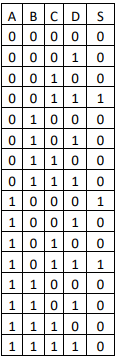 A B C D S
0 0 0 0 0
0 0 0 1 0
0 0 1 0 0
0 0 1 1 1
0 1 0 0 0
0 1 0 1 0
0 1 1 0 0
0 1 1 1 0
1 0 0 0 1
1 0 0 1 0
1 0 1 0 0
1 0 1 1 1
1 1 0 0 0
1 1 0 1 0
1 1 1 0 0
1 1 1 1 0